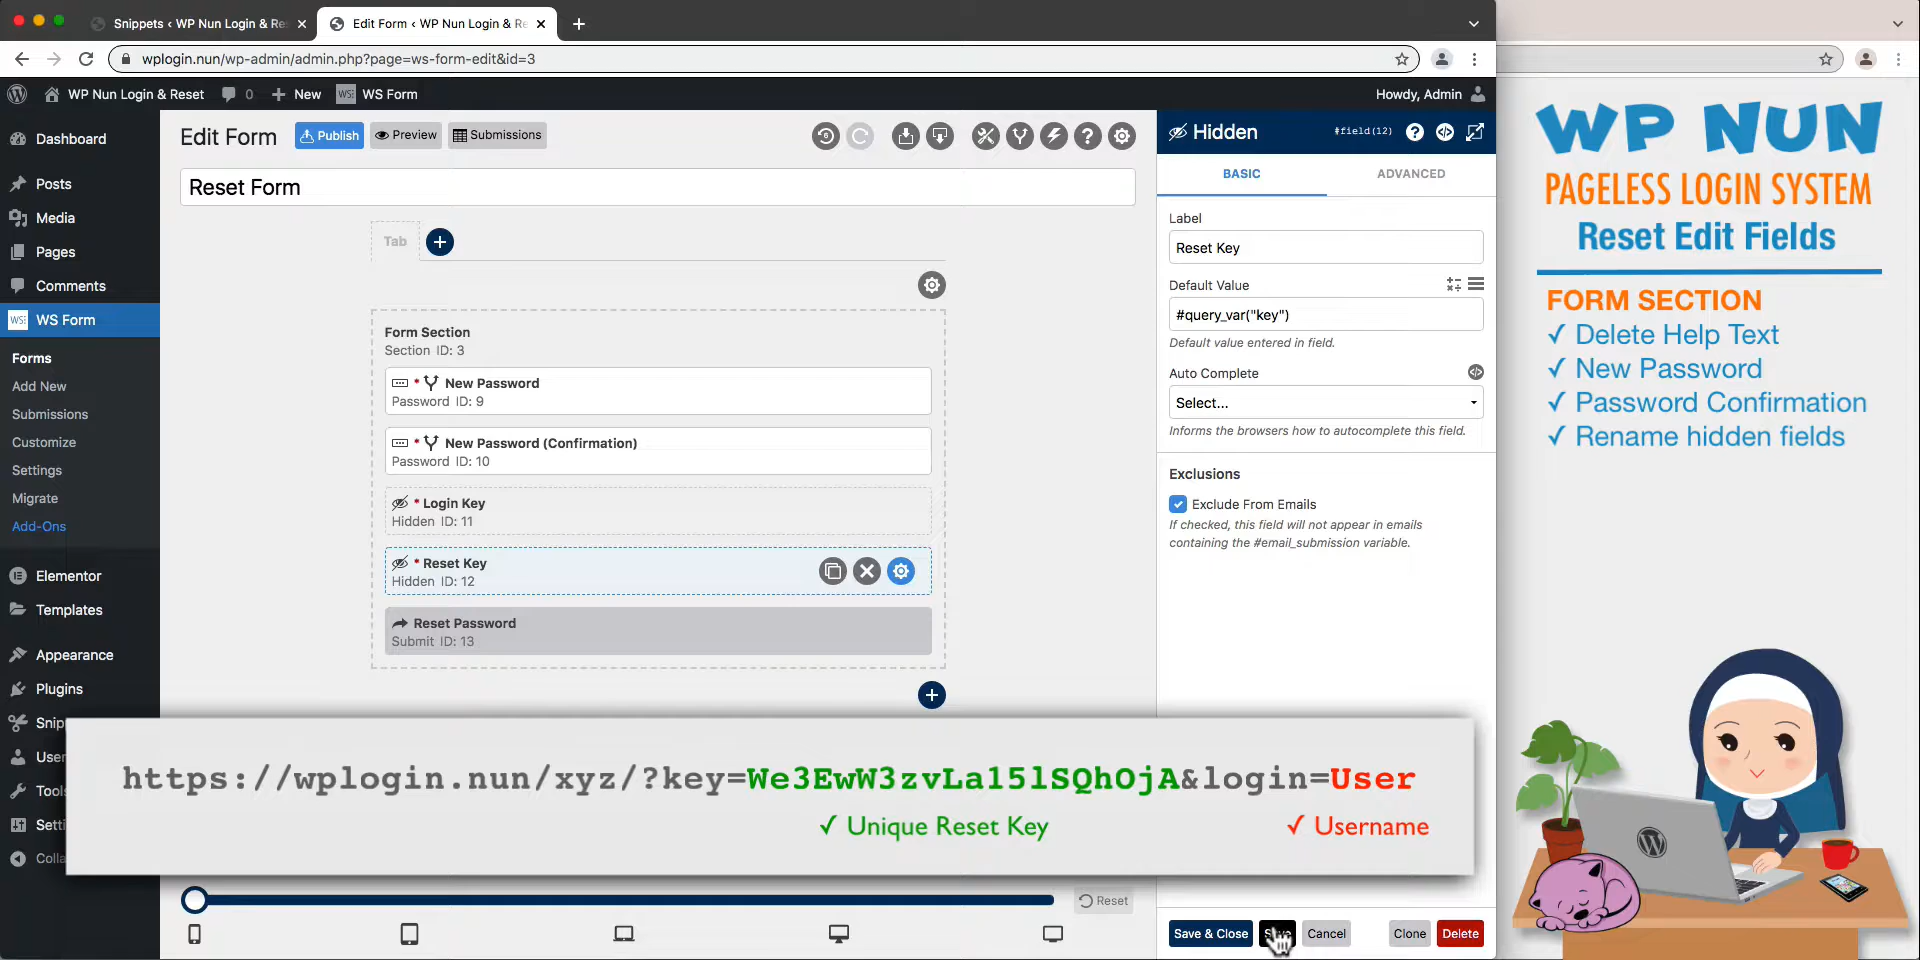 Snippets ‹ WP Nun Login & Re
Edit Form ‹ WP Nun Login & Re
wplogin.nun/wp-admin/admin.php?page=ws-form-edit&id=3
WP Nun Login & Reset
0
New
WS Form
Howdy, Admin
Dashboard
Posts
Media
Pages
Comments
WS Form
Forms
Add New
Submissions
Customize
Settings
Migrate
Add-Ons
Elementor
Templates
Appearance
Plugins
Snip
User
Tools
Setti
Colla
Edit Form
Publish
Preview
Submissions
Reset Form
Tab
Form Section
Section ID: 3
* New Password
Password ID: 9
* New Password (Confirmation)
Password ID: 10
* Login Key
Hidden ID: 11
* Reset Key
Hidden ID: 12
Reset Password
Submit ID: 13
Reset
Hidden
#field(12)
BASIC
ADVANCED
Label
Reset Key
Default Value
#query_var("key")
Default value entered in field.
Auto Complete
Select...
Informs the browsers how to autocomplete this field.
Exclusions
Exclude From Emails
If checked, this field will not appear in emails
containing the #email_submission variable.
Save & Close
Cancel
Clone
Delete
https://wplogin.nun/xyz/?key=We3EwW3zvLa15lSQhOjA&login=User
✓ Unique Reset Key
✓ Username
WP NUN
PAGELESS LOGIN SYSTEM
Reset Edit Fields
FORM SECTION
✓ Delete Help Text
✓ New Password
✓ Password Confirmation
✓ Rename hidden fields